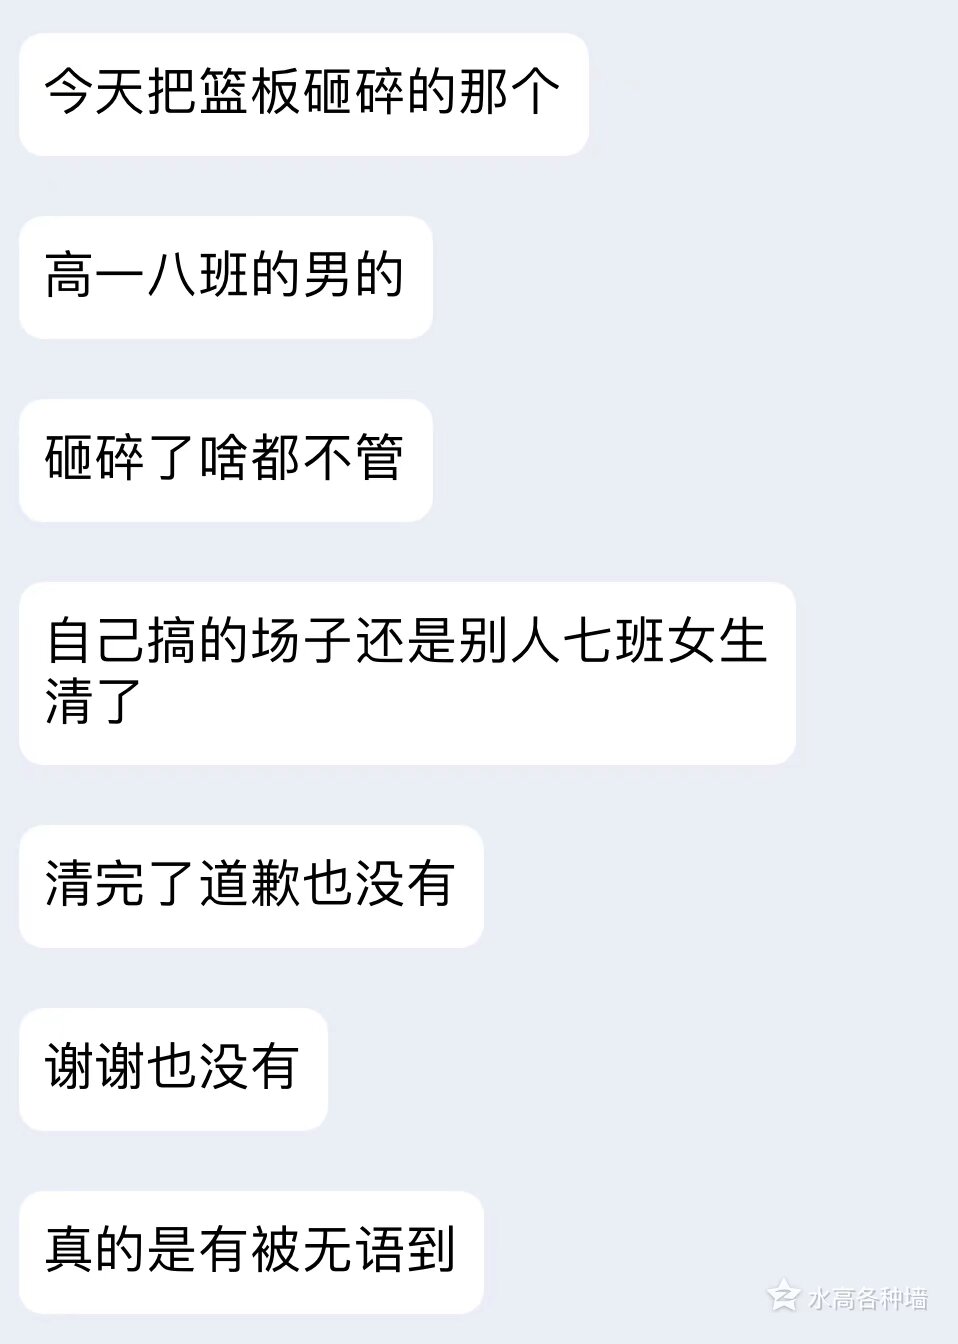 今天把篮板砸碎的那个
高一八班的男的
砸碎了啥都不管
自己搞的场子还是别人七班女生
清了
清完了道歉也没有
谢谢也没有
真的是有被无语到
水高各种墙